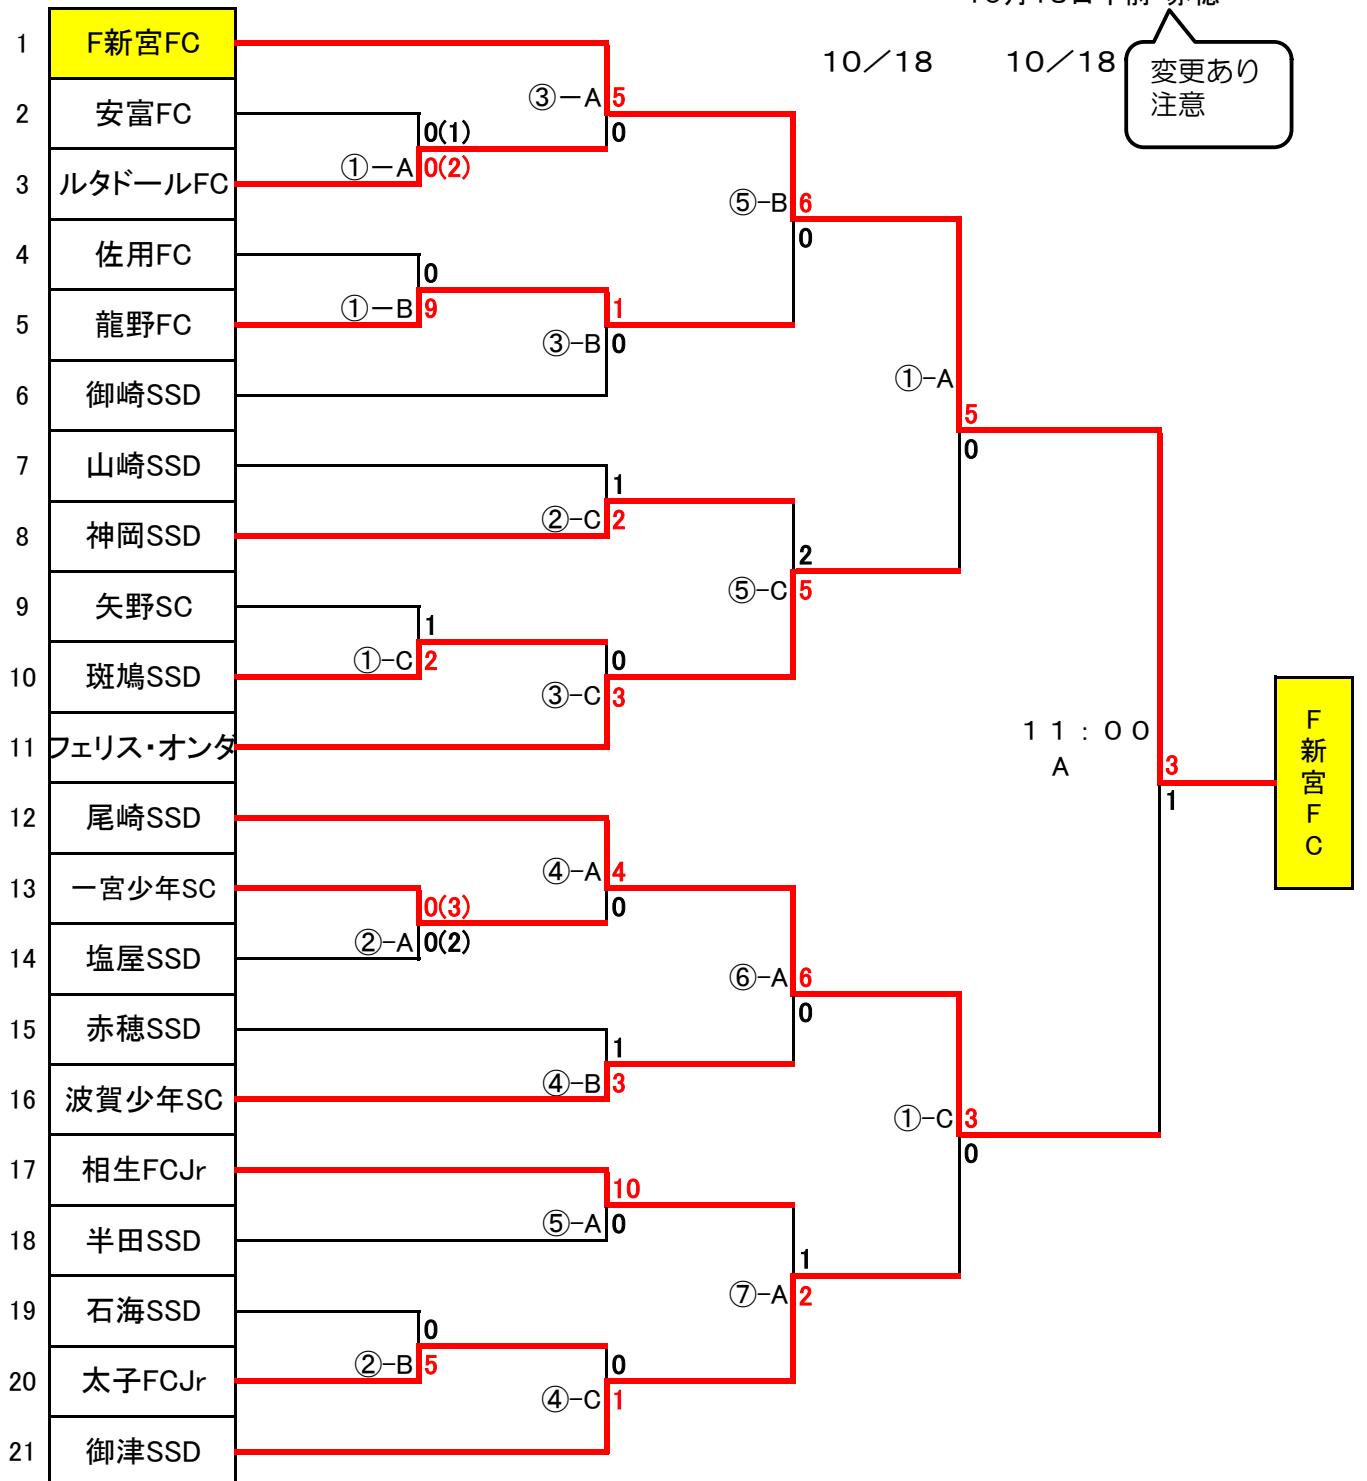 10／18　10／18
変更あり
注意
1 F新宮FC
③－A 5
2 安富FC
0(1)
0
①－A 0(2)
3 ルタドールFC
⑤-B 6
4 佐用FC
0
0
①－B 9
1
5 龍野FC
③-B 0
6 御崎SSD
①-A
5
0
7 山崎SSD
1
②-C 2
8 神岡SSD
2
⑤-C 5
9 矢野SC
1
①-C 2
0
10 斑鳩SSD
③-C 3
11 フェリス・オンダ
11：00
A
3
1
F新宮FC
12 尾崎SSD
④-A 4
13 一宮少年SC
0(3)
0
②-A 0(2)
14 塩屋SSD
⑥-A 6
0
15 赤穂SSD
1
④-B 3
16 波賀少年SC
①-C 3
0
17 相生FCJr
10
⑤-A 0
18 半田SSD
1
⑦-A 2
19 石海SSD
0
②-B 5
0
20 太子FCJr
④-C 1
21 御津SSD